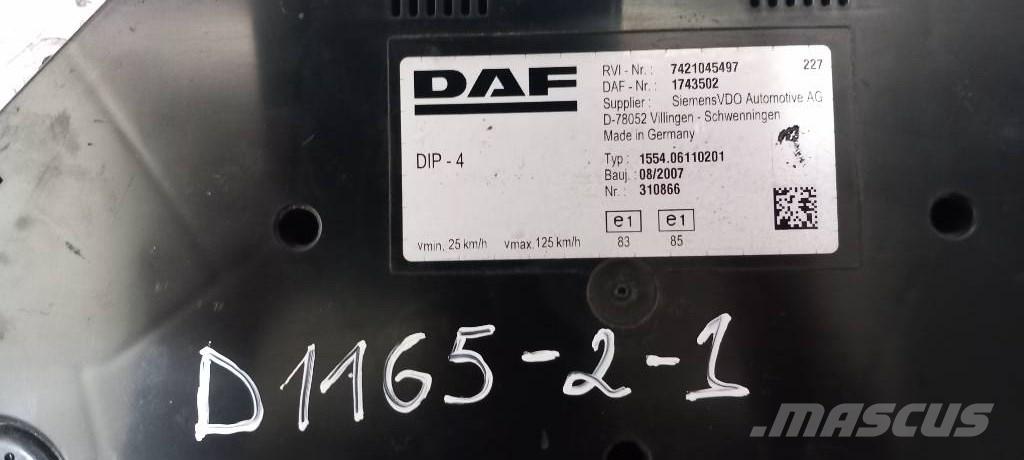 DAF
RVI - Nr. : 7421045497 227
DAF - Nr. : 1743502
Supplier : SiemensVDO Automotive AG
D-78052 Villingen - Schwenningen
Made in Germany
DIP - 4
Typ : 1554.06110201
Bauj. : 08/2007
Nr. : 310866
e1 e1
vmin. 25 km/h vmax. 125 km/h 83 85
D1165-2-1
MASCUS